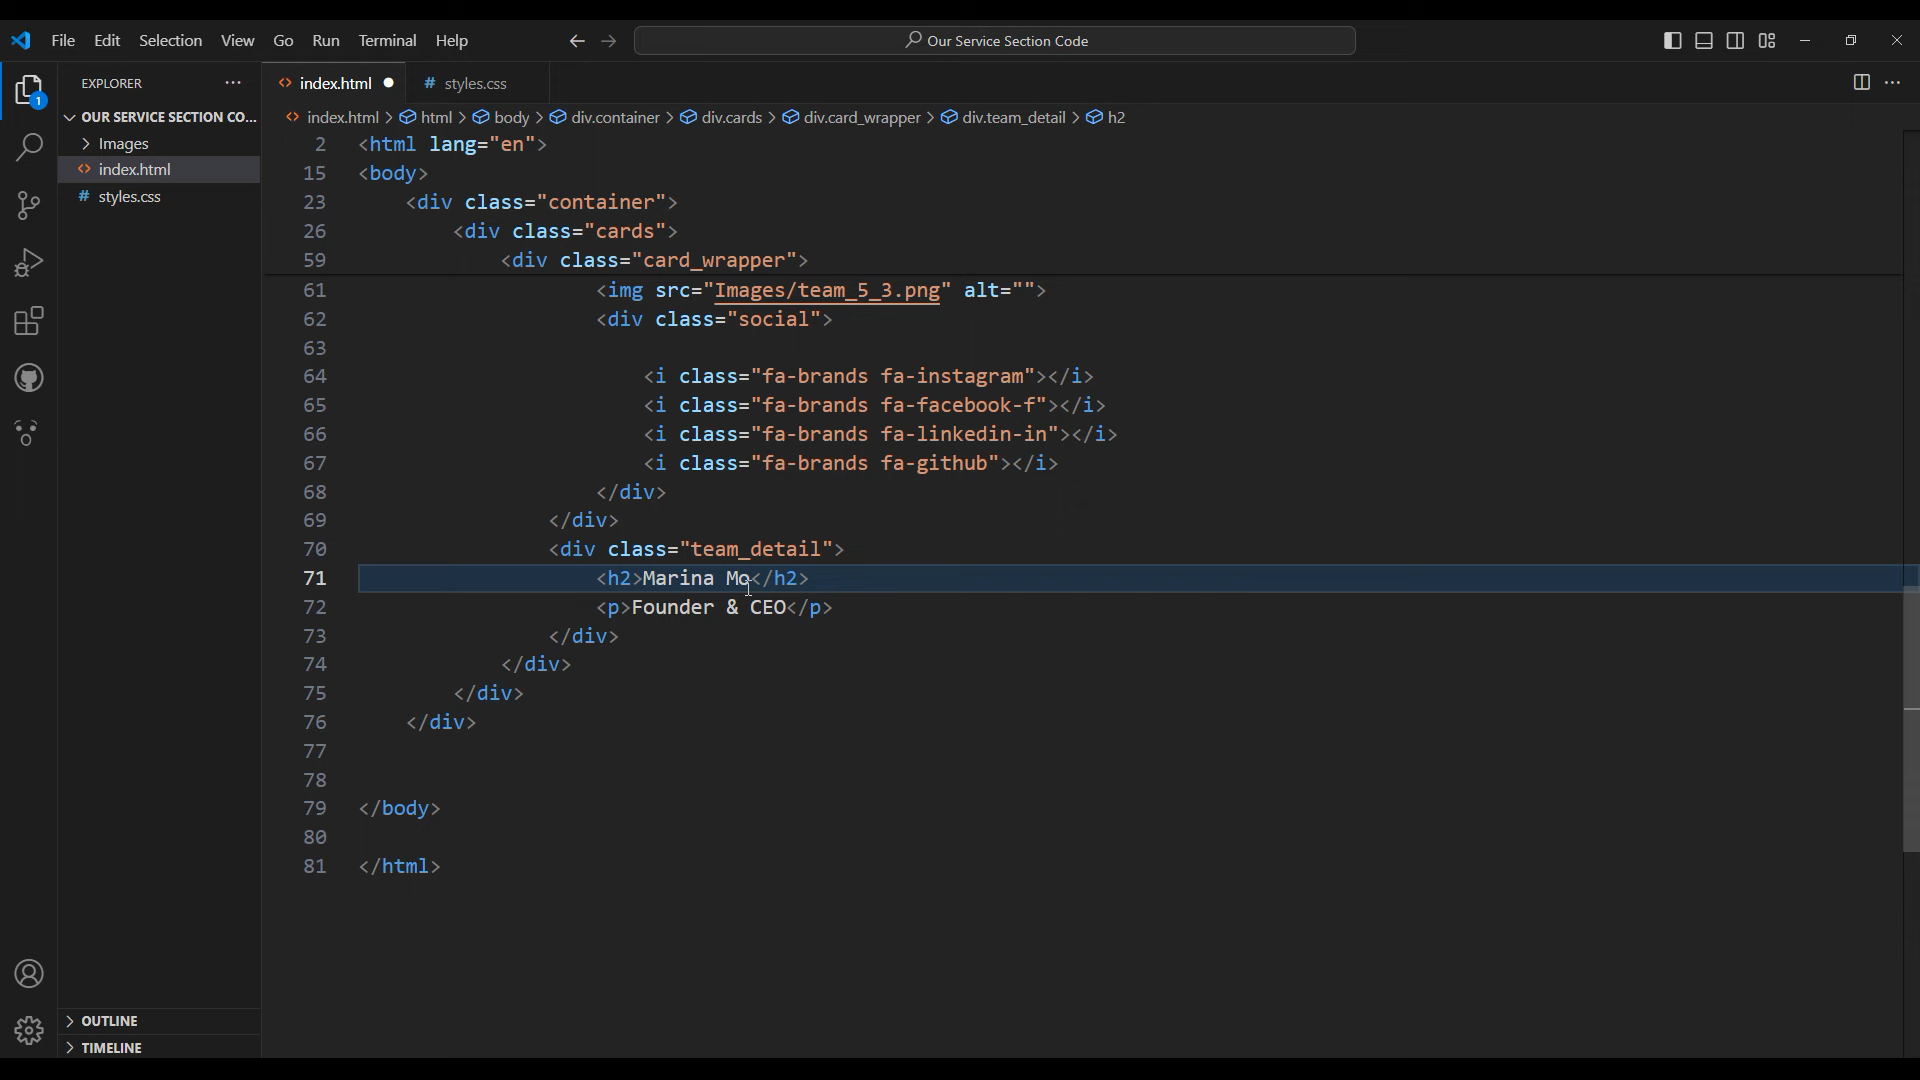 File Edit Selection View Go Run Terminal Help
Our Service Section Code
EXPLORER
index.html
# styles.css
1
OUR SERVICE SECTION CO...
index.html > html > body > div.container > div.cards > div.card_wrapper > div.team_detail > h2
Images
index.html
# styles.css
2 <html lang="en">
15 <body>
23 <div class="container">
26 <div class="cards">
59 <div class="card_wrapper">
61 <img src="Images/team_5_3.png" alt="">
62 <div class="social">
63
64 <i class="fa-brands fa-instagram"></i>
65 <i class="fa-brands fa-facebook-f"></i>
66 <i class="fa-brands fa-linkedin-in"></i>
67 <i class="fa-brands fa-github"></i>
68 </div>
69 </div>
70 <div class="team_detail">
71 <h2>Marina Mo</h2>
72 <p>Founder & CEO</p>
73 </div>
74 </div>
75 </div>
76 </div>
77
78
79 </body>
80
81 </html>
OUTLINE
TIMELINE